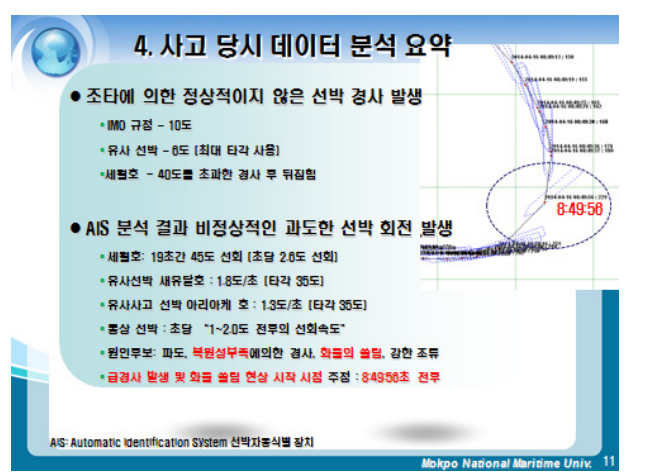 4. 사고 당시 데이터 분석 요약
● 조타에 의한 정상적이지 않은 선박 경사 발생
▪ IMO 규정 - 10도
▪ 유사 선박 - 6도 (최대 타각 사용)
▪ 세월호 - 40도를 초과한 경사 후 뒤집힘
● AIS 분석 결과 비정상적인 과도한 선박 회전 발생
▪ 세월호: 19초간 45도 선회 (초당 2.6도 선회)
▪ 유사선박 새유달호 : 1.8도/초 (타각 35도)
▪ 유사사고 선박 아리아케 호 : 1.3도/초 (타각 35도)
▪ 통상 선박 : 초당 "1~2.0도 전후의 선회속도"
▪ 원인후보: 파도, 복원성부족에의한 경사, 화물의 쏠림, 강한 조류
▪ 급경사 발생 및 화물 쏠림 현상 시작 시점 추정 : 8:49:56초 전후
8:49:56
AIS: Automatic Identification System 선박자동식별 장치
Mokpo National Maritime Univ. 11